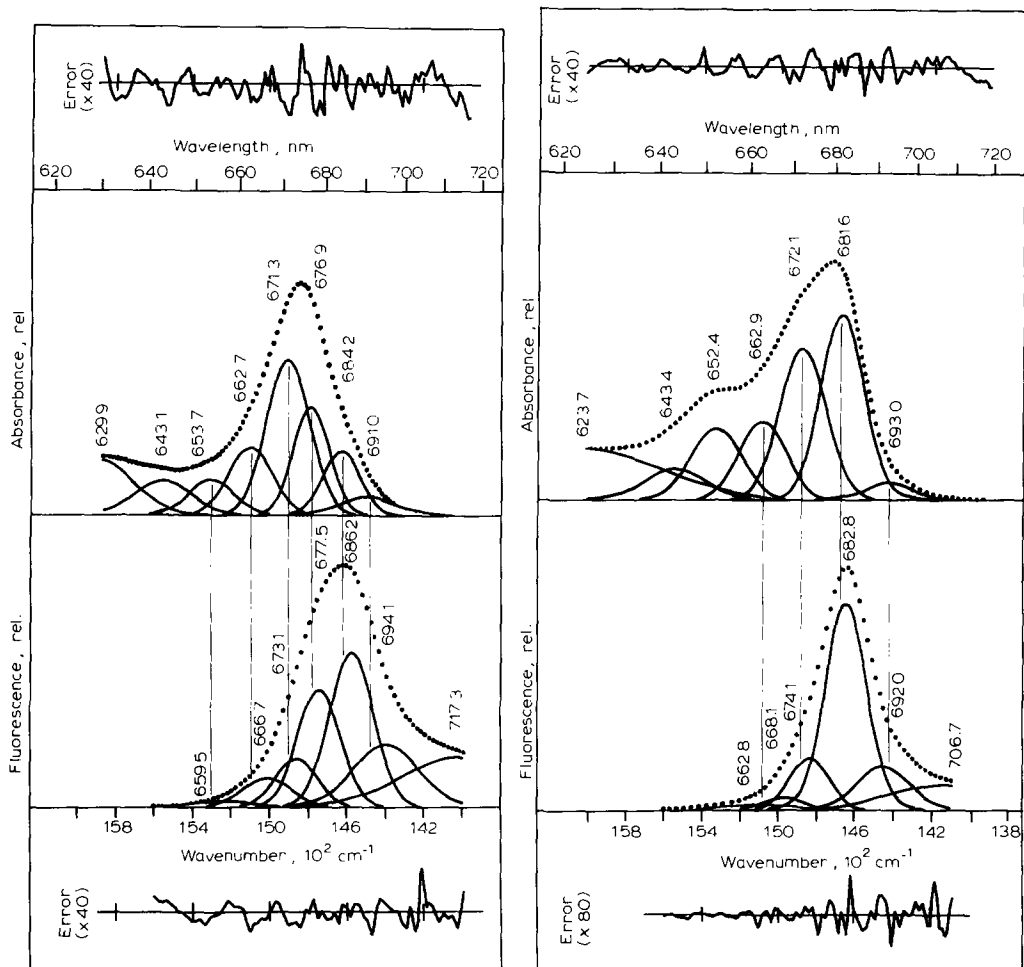 Error
(×40)
Wavelength, nm
620 640 660 680 700 720
Absorbance, rel
629.9
643.1
653.7
662.7
671.3
676.9
684.2
691.0
Fluorescence, rel.
659.5
666.7
673.1
677.5
686.2
694.1
717.3
158 154 150 146 142
Wavenumber, 10² cm⁻¹
Error
(×40)
Error
(×40)
Wavelength, nm
620 640 660 680 700 720
Absorbance, rel
623.7
643.4
652.4
662.9
672.1
681.6
693.0
Fluorescence, rel.
662.8
668.1
674.1
682.8
692.0
706.7
158 154 150 146 142 138
Wavenumber, 10² cm⁻¹
Error
(×80)